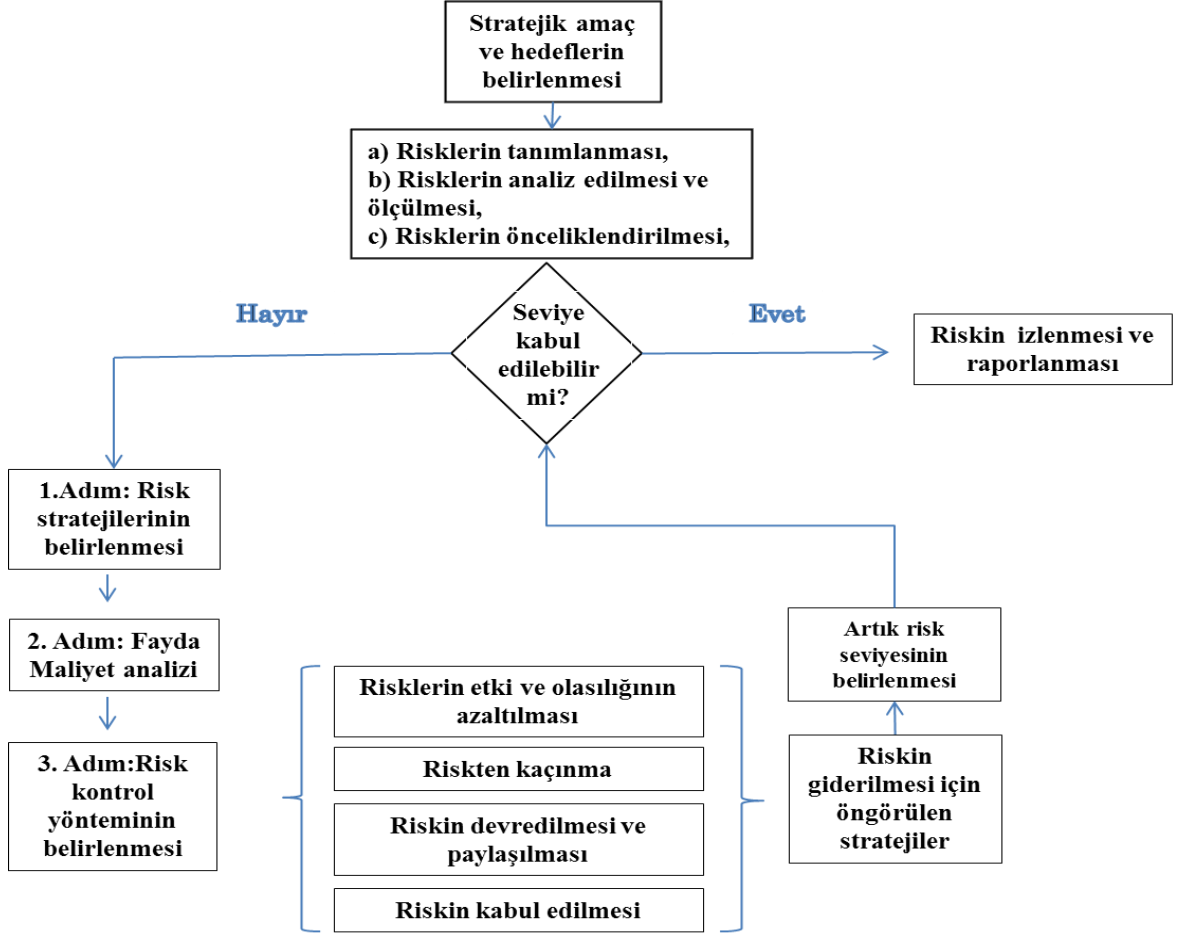 Stratejik amaç
ve hedeflerin
belirlenmesi
a) Risklerin tanımlanması,
b) Risklerin analiz edilmesi ve
ölçülmesi,
c) Risklerin önceliklendirilmesi,
Hayır
Seviye
kabul
edilebilir
mi?
Evet
Riskin izlenmesi ve
raporlanması
1.Adım: Risk
stratejilerinin
belirlenmesi
2. Adım: Fayda
Maliyet analizi
3. Adım:Risk
kontrol
yönteminin
belirlenmesi
Risklerin etki ve olasılığının
azaltılması
Riskten kaçınma
Riskin devredilmesi ve
paylaşılması
Riskin kabul edilmesi
Artık risk
seviyesinin
belirlenmesi
Riskin
giderilmesi için
öngörülen
stratejiler